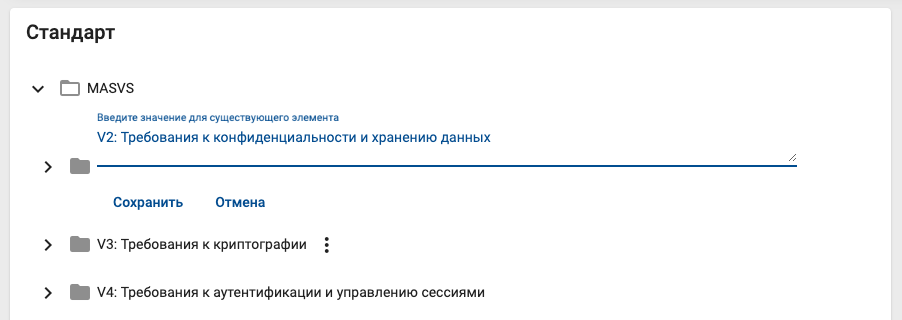 Стандарт
MASVS
Введите значение для существующего элемента
V2: Требования к конфиденциальности и хранению данных
Сохранить Отмена
V3: Требования к криптографии
V4: Требования к аутентификации и управлению сессиями